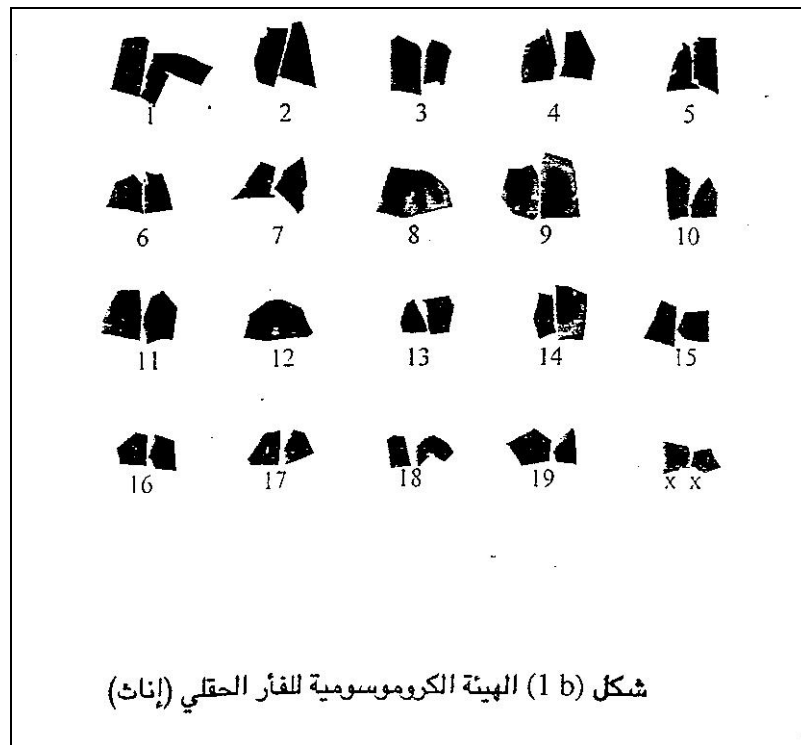 1 2 3 4 5
6 7 8 9 10
11 12 13 14 15
16 17 18 19 x x
شكل (1 b) الهيئة الكروموسومية للفأر الحقلي (إناث)